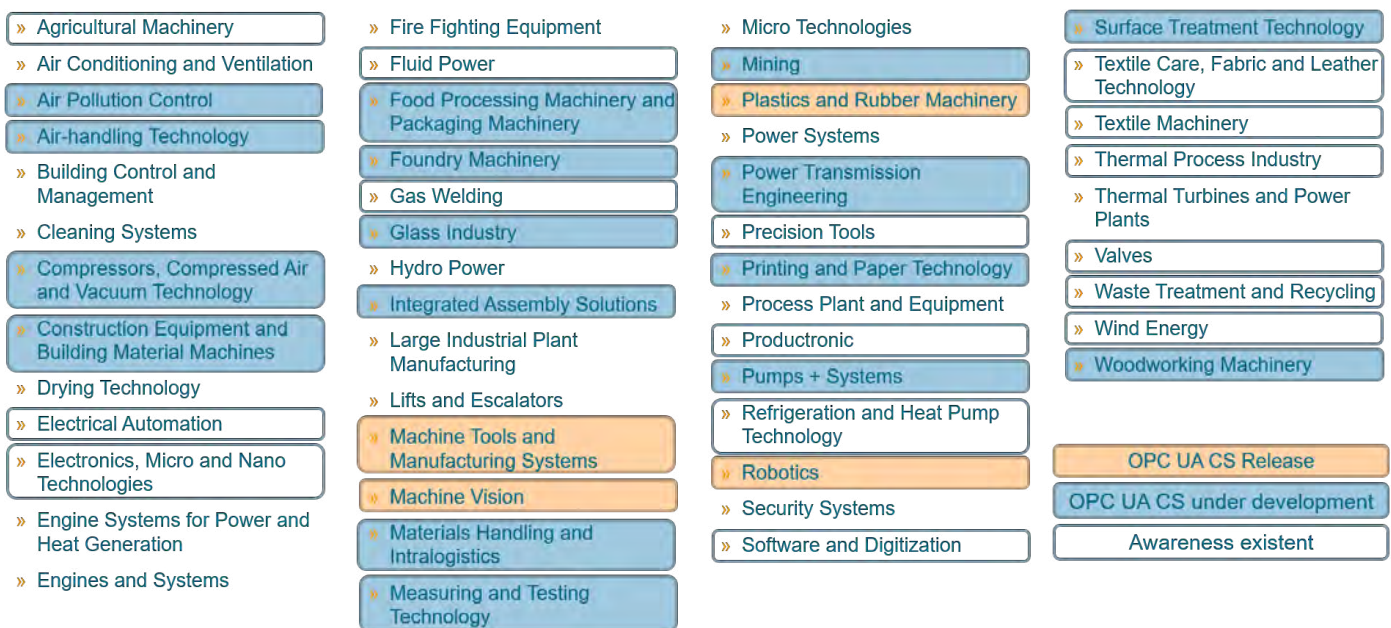 » Agricultural Machinery
» Air Conditioning and Ventilation
» Air Pollution Control
» Air-handling Technology
» Building Control and
Management
» Cleaning Systems
» Compressors, Compressed Air
and Vacuum Technology
» Construction Equipment and
Building Material Machines
» Drying Technology
» Electrical Automation
» Electronics, Micro and Nano
Technologies
» Engine Systems for Power and
Heat Generation
» Engines and Systems
» Fire Fighting Equipment
» Fluid Power
» Food Processing Machinery and
Packaging Machinery
» Foundry Machinery
» Gas Welding
» Glass Industry
» Hydro Power
» Integrated Assembly Solutions
» Large Industrial Plant
Manufacturing
» Lifts and Escalators
» Machine Tools and
Manufacturing Systems
» Machine Vision
» Materials Handling and
Intralogistics
» Measuring and Testing
Technology
» Micro Technologies
» Mining
» Plastics and Rubber Machinery
» Power Systems
» Power Transmission
Engineering
» Precision Tools
» Printing and Paper Technology
» Process Plant and Equipment
» Productronic
» Pumps + Systems
» Refrigeration and Heat Pump
Technology
» Robotics
» Security Systems
» Software and Digitization
» Surface Treatment Technology
» Textile Care, Fabric and Leather
Technology
» Textile Machinery
» Thermal Process Industry
» Thermal Turbines and Power
Plants
» Valves
» Waste Treatment and Recycling
» Wind Energy
» Woodworking Machinery
OPC UA CS Release
OPC UA CS under development
Awareness existent